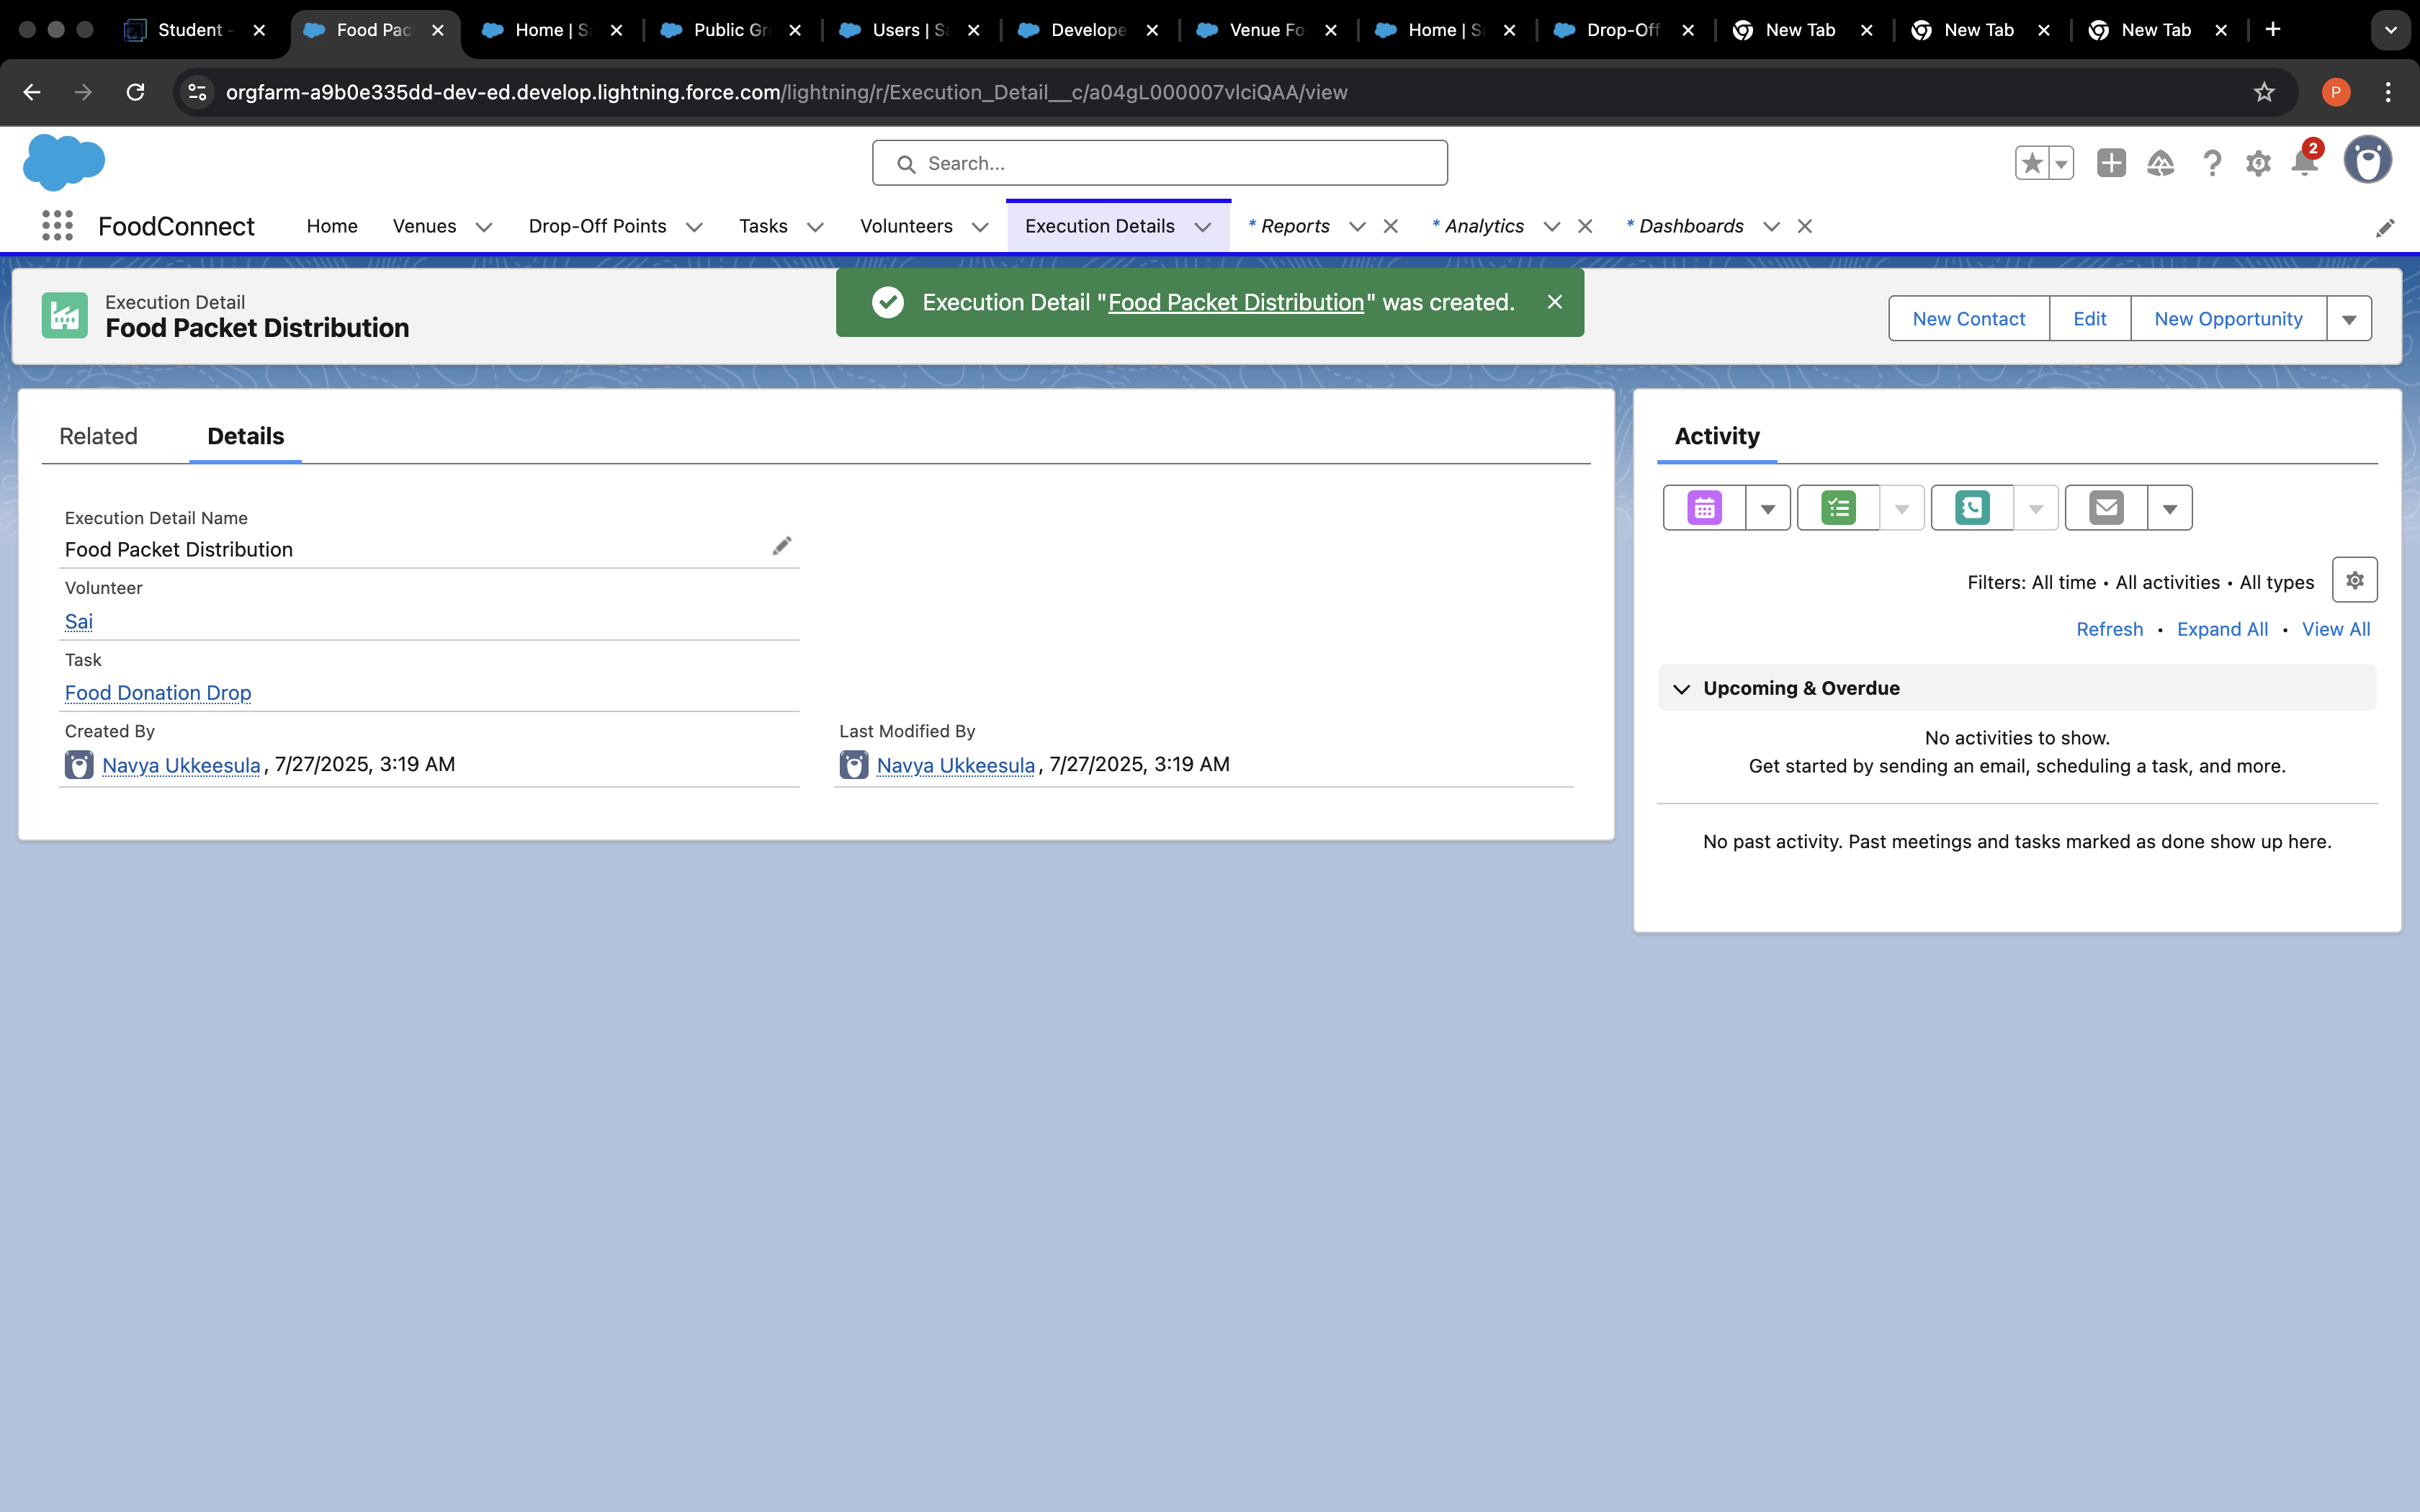 Student -
Food Pac
Home | S
Public Gr
Users | S
Develope
Venue Fo
Home | S
Drop-Off
New Tab
New Tab
New Tab
orgfarm-a9b0e335dd-dev-ed.develop.lightning.force.com/lightning/r/Execution_Detail__c/a04gL000007vlciQAA/view
P
Search...
2
FoodConnect
Home
Venues
Drop-Off Points
Tasks
Volunteers
Execution Details
* Reports
* Analytics
* Dashboards
Execution Detail
Food Packet Distribution
Execution Detail "Food Packet Distribution" was created.
New Contact
Edit
New Opportunity
Related
Details
Execution Detail Name
Food Packet Distribution
Volunteer
Sai
Task
Food Donation Drop
Created By
Navya Ukkeesula, 7/27/2025, 3:19 AM
Last Modified By
Navya Ukkeesula, 7/27/2025, 3:19 AM
Activity
Filters: All time • All activities • All types
Refresh • Expand All • View All
Upcoming & Overdue
No activities to show.
Get started by sending an email, scheduling a task, and more.
No past activity. Past meetings and tasks marked as done show up here.